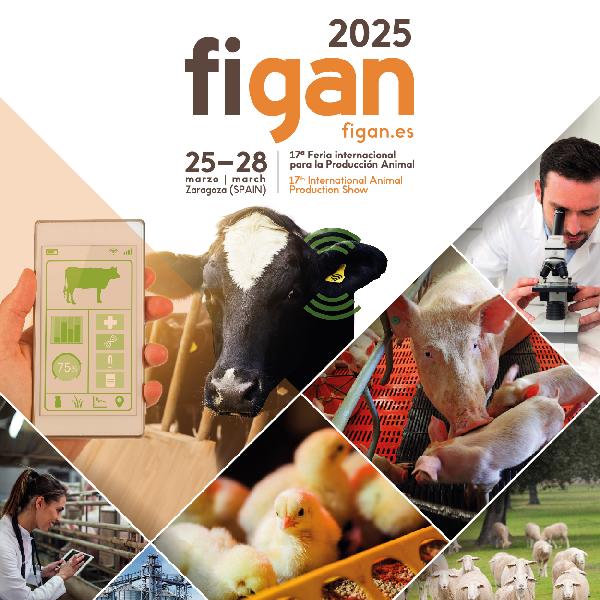 2025
figan
figan.es
25–28
marzo | march
Zaragoza (SPAIN)
17ª Feria internacional
para la Producción Animal
17th International Animal
Production Show
75%